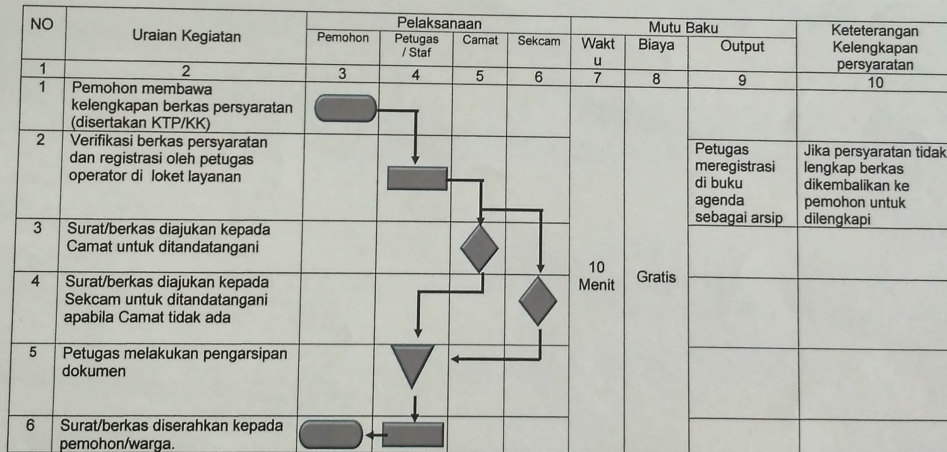 NO
Uraian Kegiatan
Pelaksanaan
Mutu Baku
Keteterangan
Kelengkapan
persyaratan
Pemohon
Petugas
/ Staf
Camat
Sekcam
Wakt
u
Biaya
Output
1
2
3
4
5
6
7
8
9
10
1
Pemohon membawa
kelengkapan berkas persyaratan
(disertakan KTP/KK)
2
Verifikasi berkas persyaratan
dan registrasi oleh petugas
operator di loket layanan
Petugas
meregistrasi
di buku
agenda
sebagai arsip
Jika persyaratan tidak
lengkap berkas
dikembalikan ke
pemohon untuk
dilengkapi
3
Surat/berkas diajukan kepada
Camat untuk ditandatangani
10
Menit
Gratis
4
Surat/berkas diajukan kepada
Sekcam untuk ditandatangani
apabila Camat tidak ada
5
Petugas melakukan pengarsipan
dokumen
6
Surat/berkas diserahkan kepada
pemohon/warga.